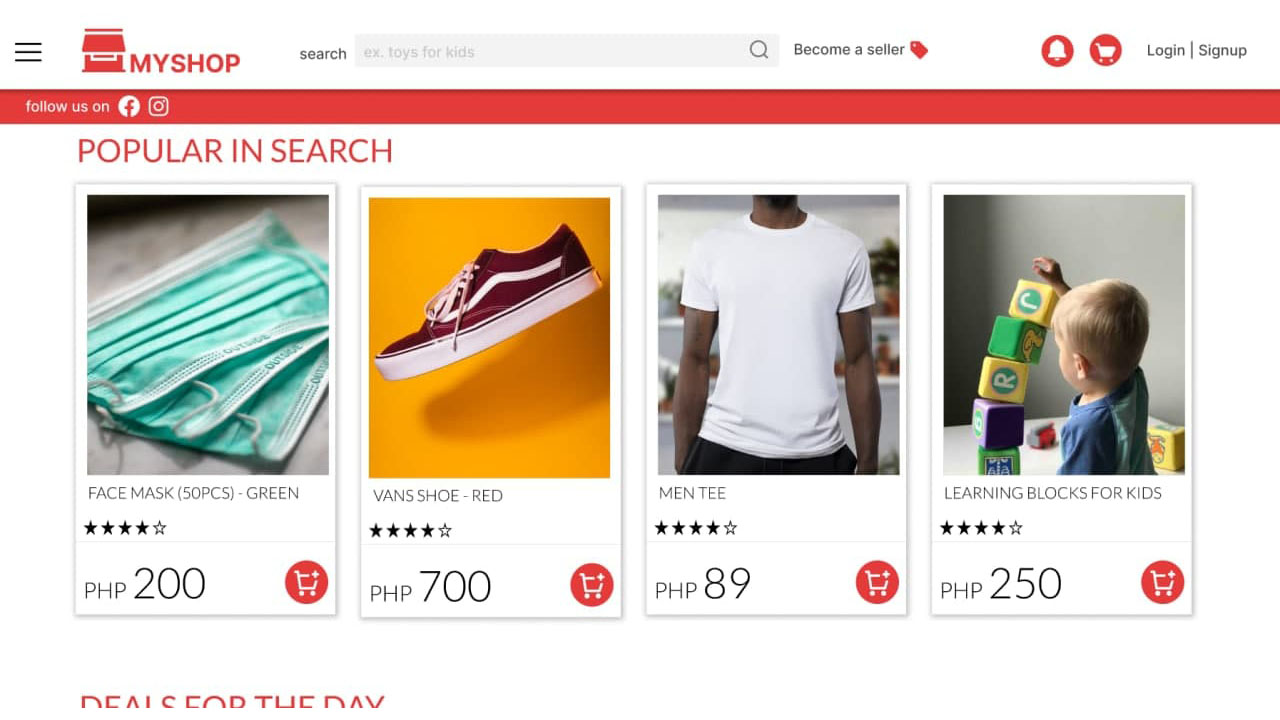 MYSHOP
search
ex. toys for kids
Become a seller
Login | Signup
follow us on
POPULAR IN SEARCH
OUTSIDE
OUTSIDE
R
FACE MASK (50PCS) - GREEN
VANS SHOE - RED
MEN TEE
LEARNING BLOCKS FOR KIDS
PHP 200
PHP 700
PHP 89
PHP 250
DEALS FOR THE DAY